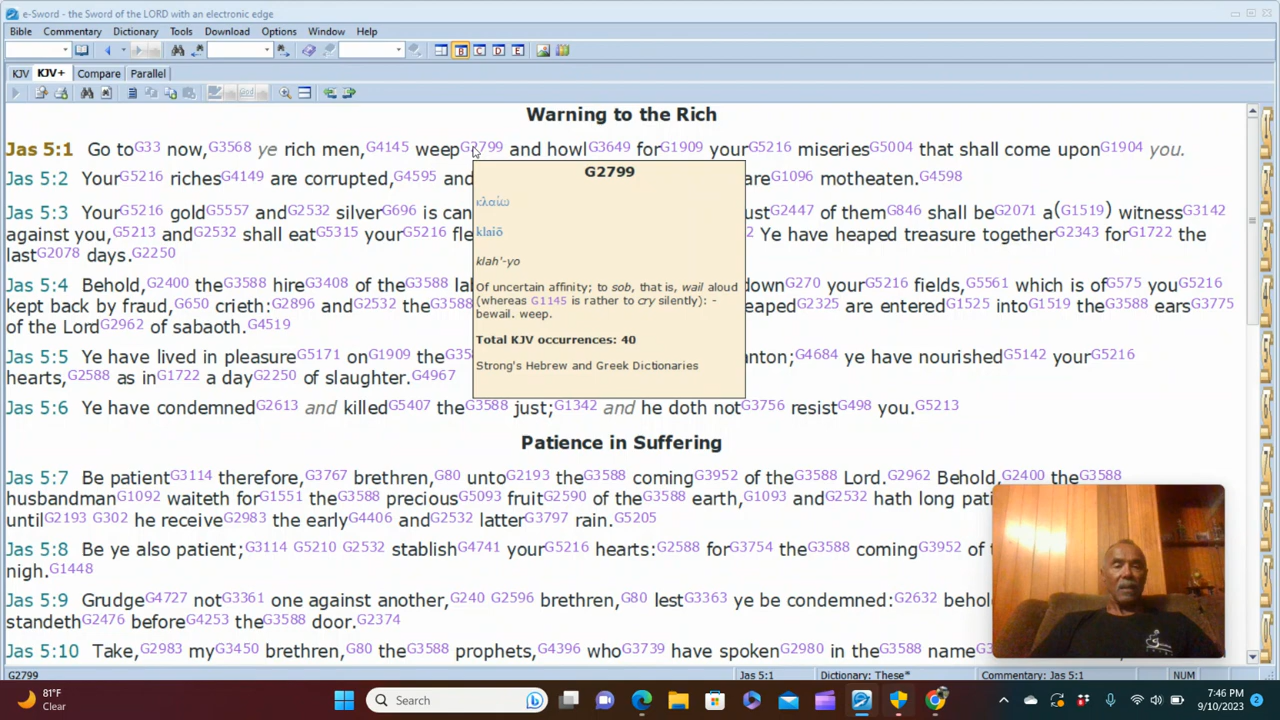 e-Sword - the Sword of the LORD with an electronic edge
Bible Commentary Dictionary Tools Download Options Window Help
B C D E
KJV KJV+ Compare Parallel
Warning to the Rich
Jas 5:1 Go toG33 now,G3568 ye rich men,G4145 weepG2799 and howlG3649 forG1909 yourG5216 miseriesG5004 that shall come uponG1904 you.
Jas 5:2 YourG5216 richesG4149 are corrupted,G4595 and areG1096 motheaten.G4598
Jas 5:3 YourG5216 goldG5557 andG2532 silverG696 is G2447 of themG846 shall beG2071 a(G1519) witnessG3142
against you,G5213 andG2532 shall eatG5315 yourG5216 Ye have heaped treasure togetherG2343 forG1722 the
lastG2078 days.G2250
Jas 5:4 Behold,G2400 theG3588 hireG3408 of theG3588 downG270 yourG5216 fields,G5561 which is ofG575 youG5216
kept back by fraud,G650 crieth:G2896 andG2532 theG3588 G2325 are enteredG1525 intoG1519 theG3588 earsG3775
of the LordG2962 of sabaoth.G4519
Jas 5:5 Ye have lived in pleasureG5171 onG1909 the G4684 ye have nourishedG5142 yourG5216
hearts,G2588 as inG1722 a dayG2250 of slaughter.G4967
Jas 5:6 Ye have condemnedG2613 and killedG5407 theG3588 just;G1342 and he doth notG3756 resistG498 you.G5213
G2799
κλαίω
klaiō
klah'-yo
Of uncertain affinity; to sob, that is, wail aloud
(whereas G1145 is rather to cry silently): -
bewail. weep.
Total KJV occurrences: 40
Strong's Hebrew and Greek Dictionaries
Patience in Suffering
Jas 5:7 Be patientG3114 therefore,G3767 brethren,G80 untoG2193 theG3588 comingG3952 of theG3588 Lord.G2962 Behold,G2400 theG3588
husbandmanG1092 waiteth forG1551 theG3588 preciousG5093 fruitG2590 of theG3588 earth,G1093 andG2532 hath long
untilG2193 G302 he receiveG2983 the earlyG4406 andG2532 latterG3797 rain.G5205
Jas 5:8 Be ye also patient;G3114 G5210 G2532 stablishG4741 yourG5216 hearts:G2588 forG3754 theG3588 comingG3952 of
nigh.G1448
Jas 5:9 GrudgeG4727 notG3361 one against another,G240 G2596 brethren,G80 lestG3363 ye be condemned:G2632
standethG2476 beforeG4253 theG3588 door.G2374
Jas 5:10 Take,G2983 myG3450 brethren,G80 theG3588 prophets,G4396 whoG3739 have spokenG2980 in theG3588 nameG3
G2799 Jas 5:1 Dictionary: These* Commentary: Jas 5:1 NUM
81°F
Clear
Search
7:46 PM
9/10/2023
2